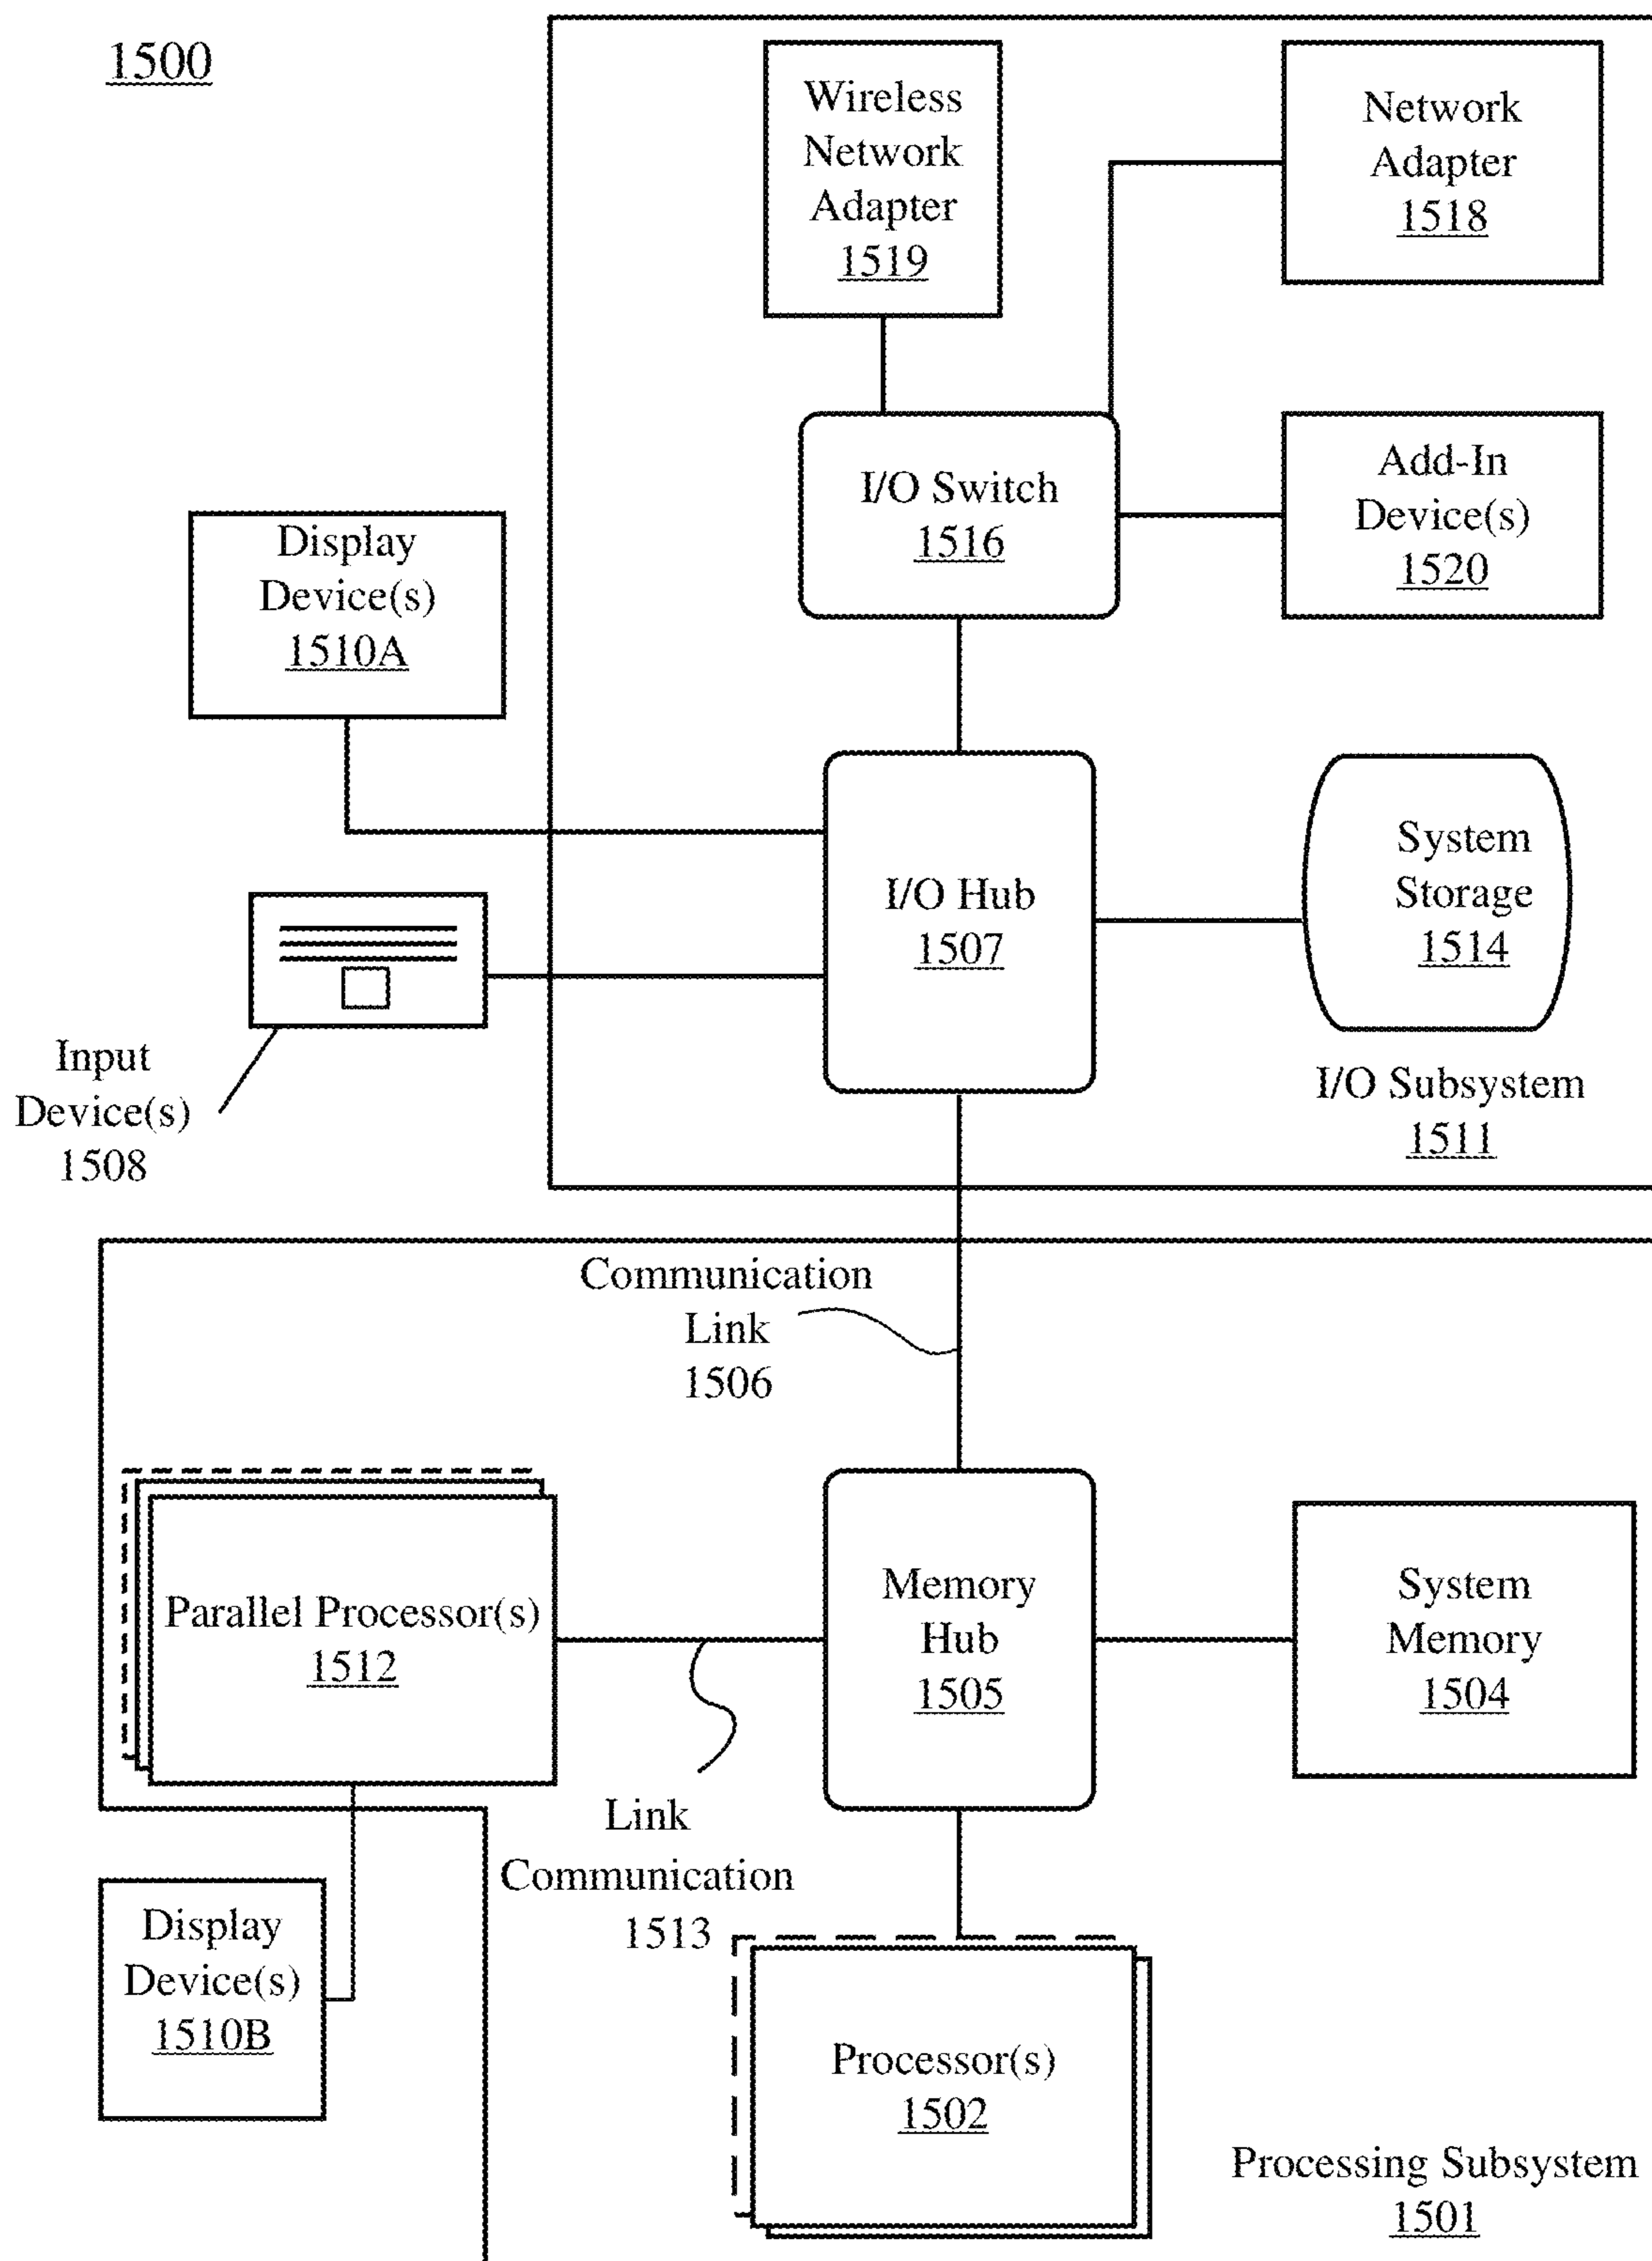 1500
Wireless
Network
Adapter
1519
Network
Adapter
1518
I/O Switch
1516
Add-In
Device(s)
1520
Display
Device(s)
1510A
I/O Hub
1507
System
Storage
1514
Input
Device(s)
1508
I/O Subsystem
1511
Communication
Link
1506
Parallel Processor(s)
1512
Memory
Hub
1505
System
Memory
1504
Link
Communication
1513
Display
Device(s)
1510B
Processor(s)
1502
Processing Subsystem
1501